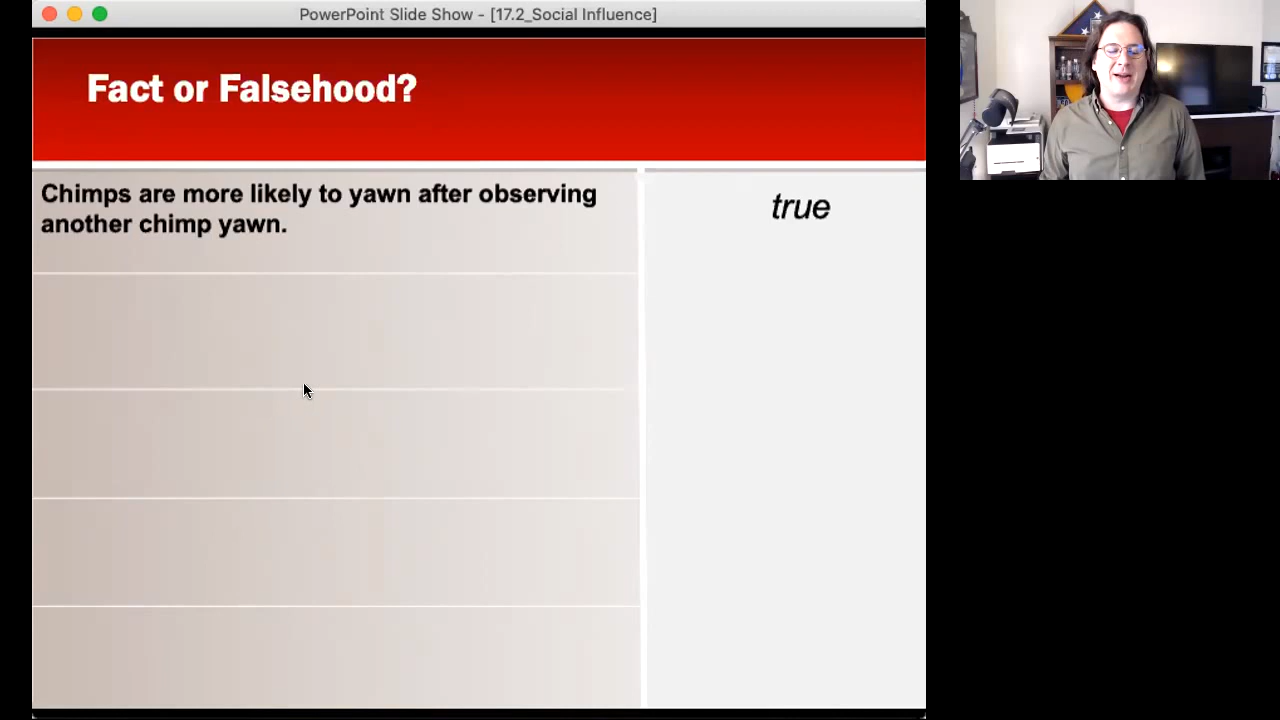 PowerPoint Slide Show - [17.2_Social Influence]
Fact or Falsehood?
Chimps are more likely to yawn after observing
another chimp yawn.
true